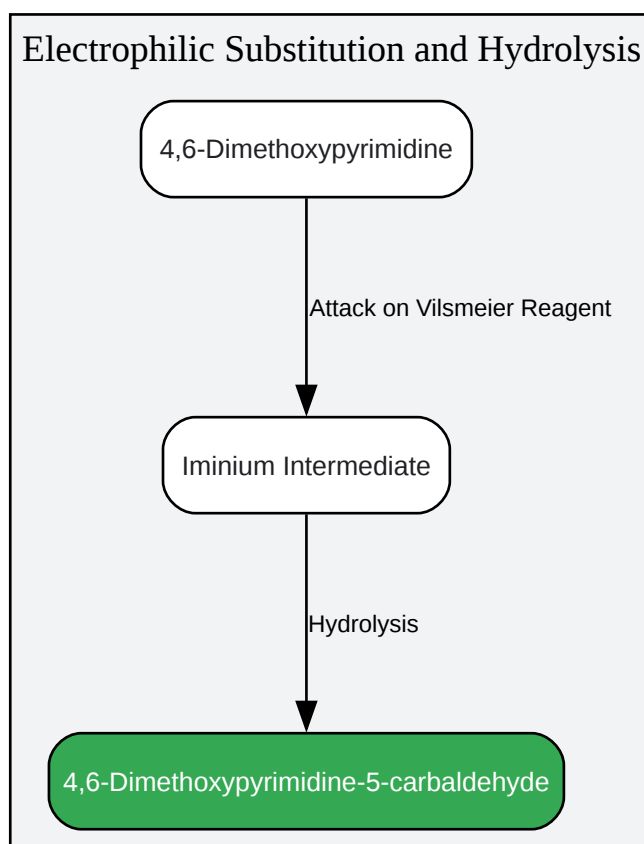 Electrophilic Substitution and Hydrolysis
4,6-Dimethoxypyrimidine
Attack on Vilsmeier Reagent
Iminium Intermediate
Hydrolysis
4,6-Dimethoxypyrimidine-5-carbaldehyde